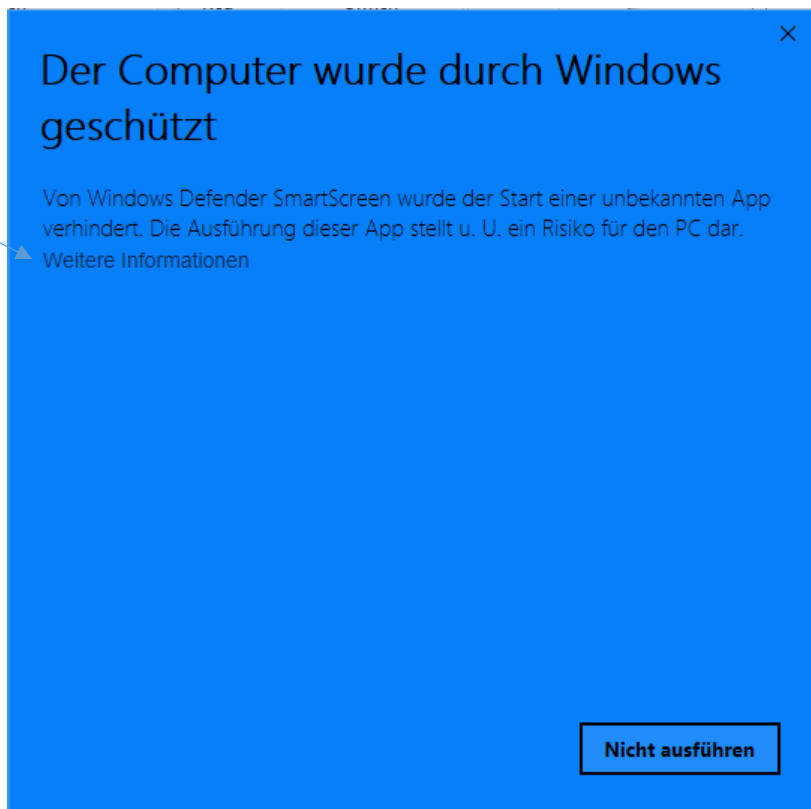 Der Computer wurde durch Windows
geschützt
Von Windows Defender SmartScreen wurde der Start einer unbekannten App
verhindert. Die Ausführung dieser App stellt u. U. ein Risiko für den PC dar.
Weitere Informationen
Nicht ausführen